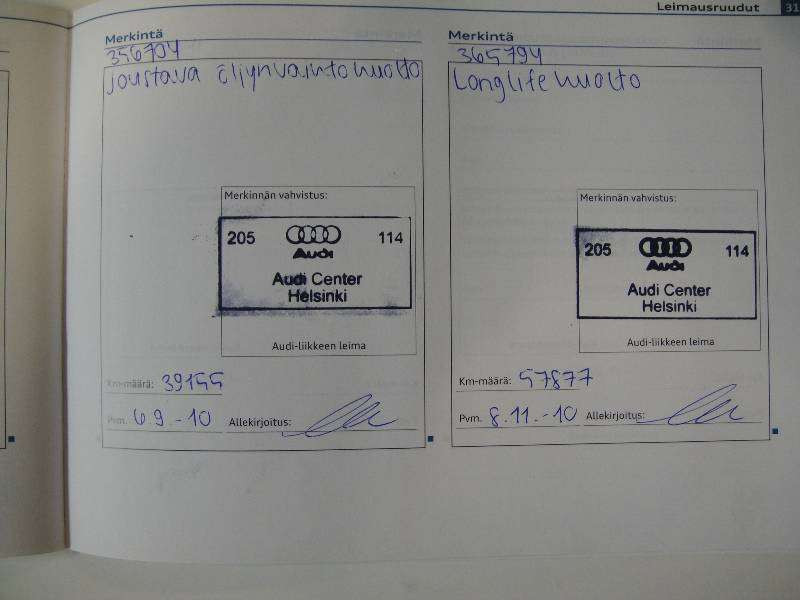 Leimausruudut 31
Merkintä
356704
joustava öljynvaihtohuolto
Merkinnän vahvistus:
205 114
Audi
Audi Center
Helsinki
Audi-liikkeen leima
Km-määrä: 39155
Pvm. 6 9.-10 Allekirjoitus:
Merkintä
365794
Longlife huolto
Merkinnän vahvistus:
205 114
Audi
Audi Center
Helsinki
Audi-liikkeen leima
Km-määrä: 57877
Pvm. 8.11.-10 Allekirjoitus: